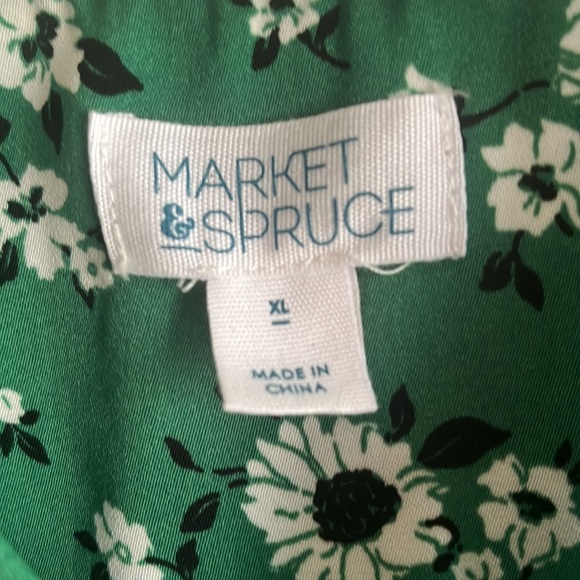 MARKET
& SPRUCE
XL
MADE IN
CHINA